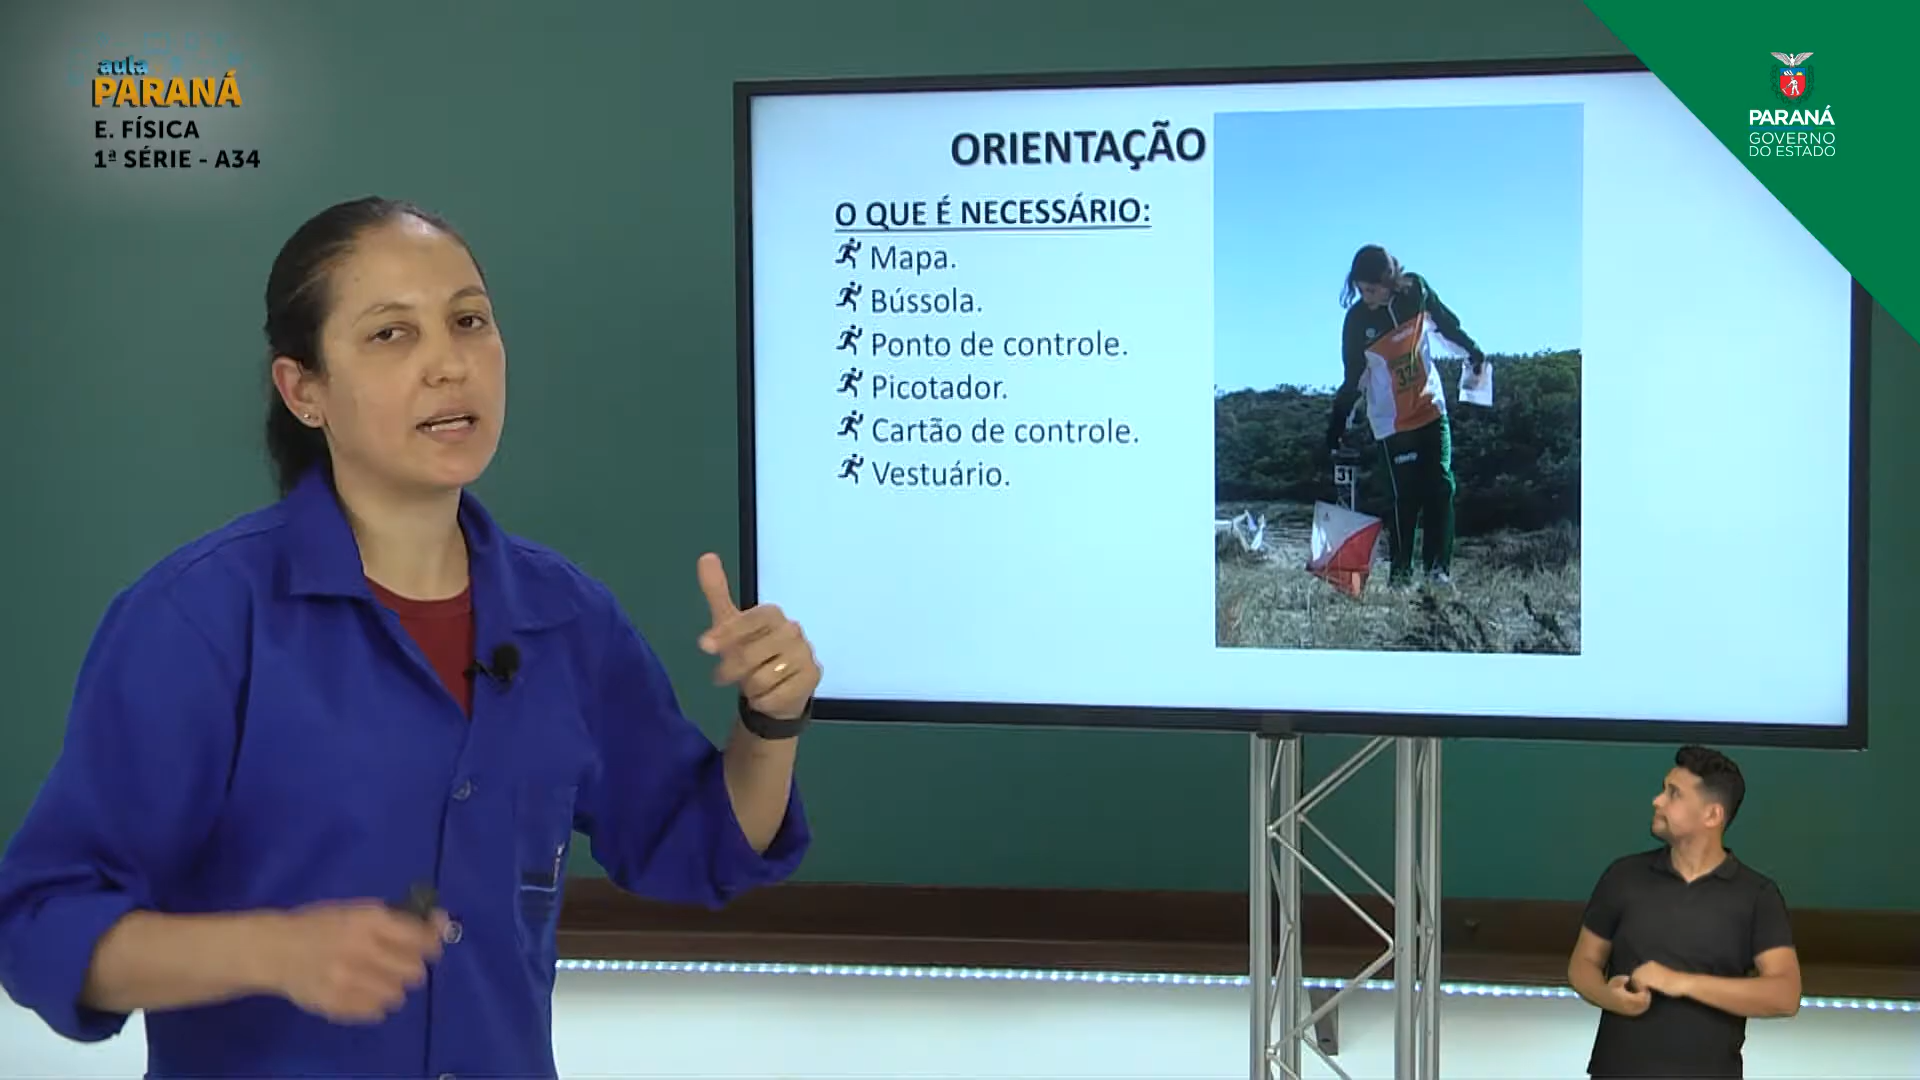 aula
PARANÁ
E. FÍSICA
1ª SÉRIE - A34
ORIENTAÇÃO
O QUE É NECESSÁRIO:
Mapa.
Bússola.
Ponto de controle.
Picotador.
Cartão de controle.
Vestuário.
31
PARANÁ
GOVERNO
DO ESTADO